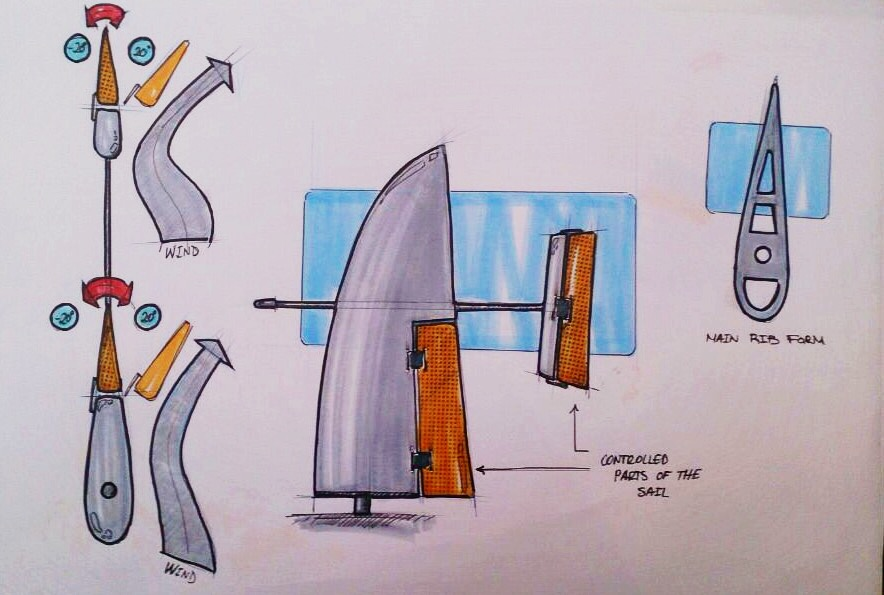 -20°
20°
WIND
-20°
20°
WIND
CONTROLLED
PARTS OF THE
SAIL
MAIN RIB FORM